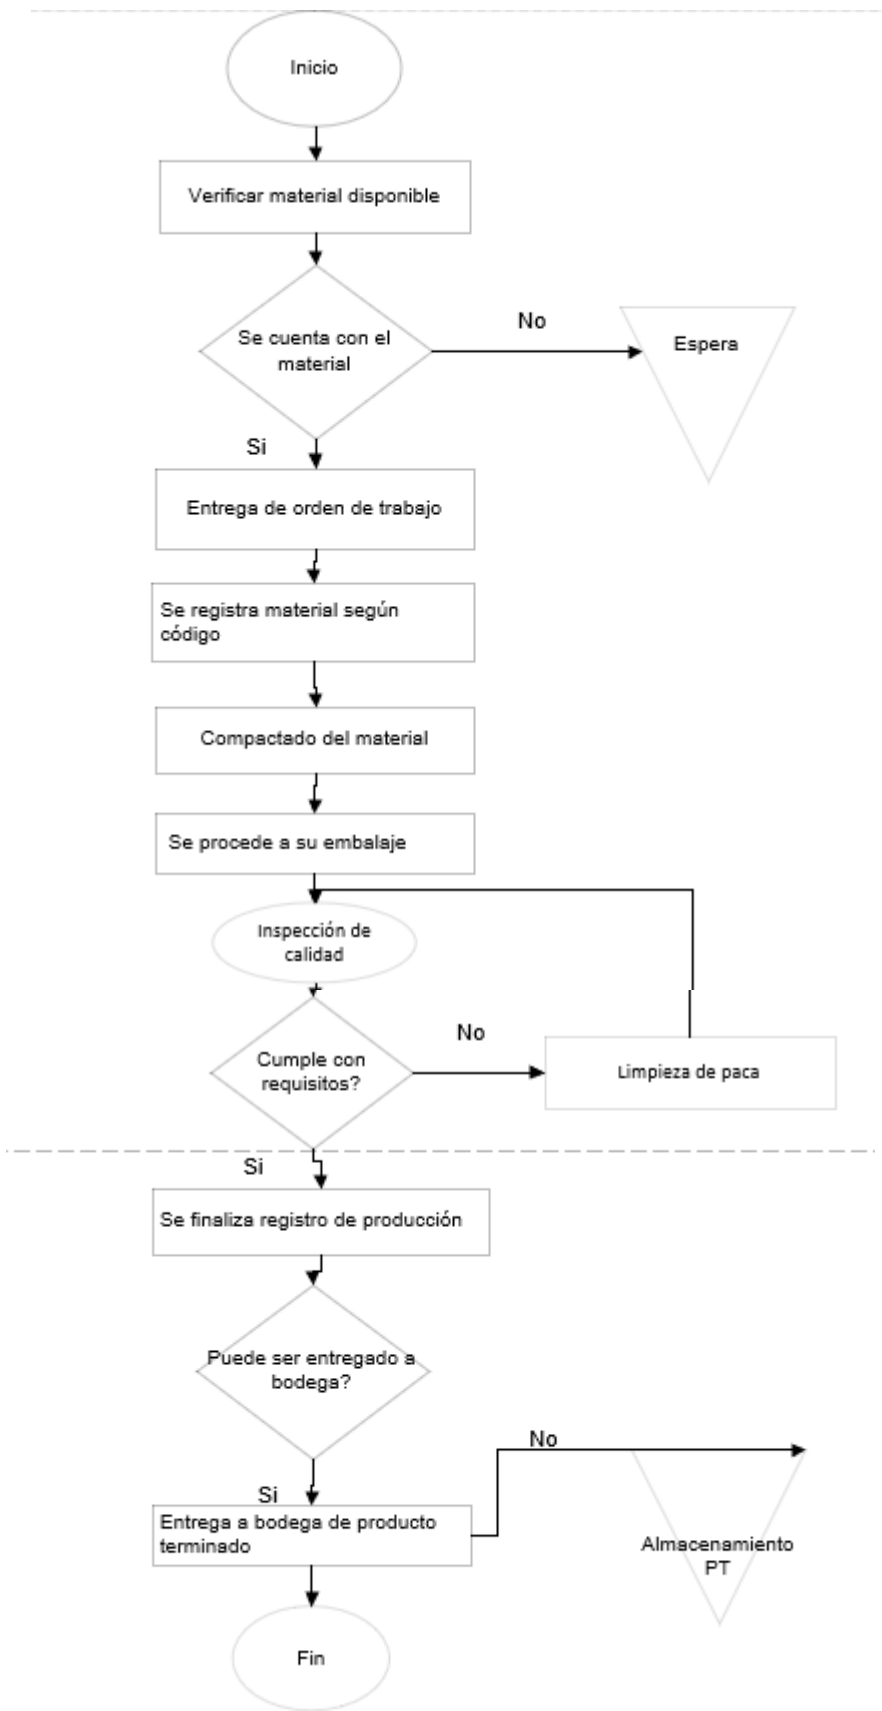 Inicio
Verificar material disponible
Se cuenta con el
material
No
Espera
Si
Entrega de orden de trabajo
Se registra material según
código
Compactado del material
Se procede a su embalaje
Inspección de
calidad
Cumple con
requisitos?
No
Limpieza de paca
Si
Se finaliza registro de producción
Puede ser entregado a
bodega?
No
Si
Entrega a bodega de producto
terminado
Almacenamiento
PT
Fin